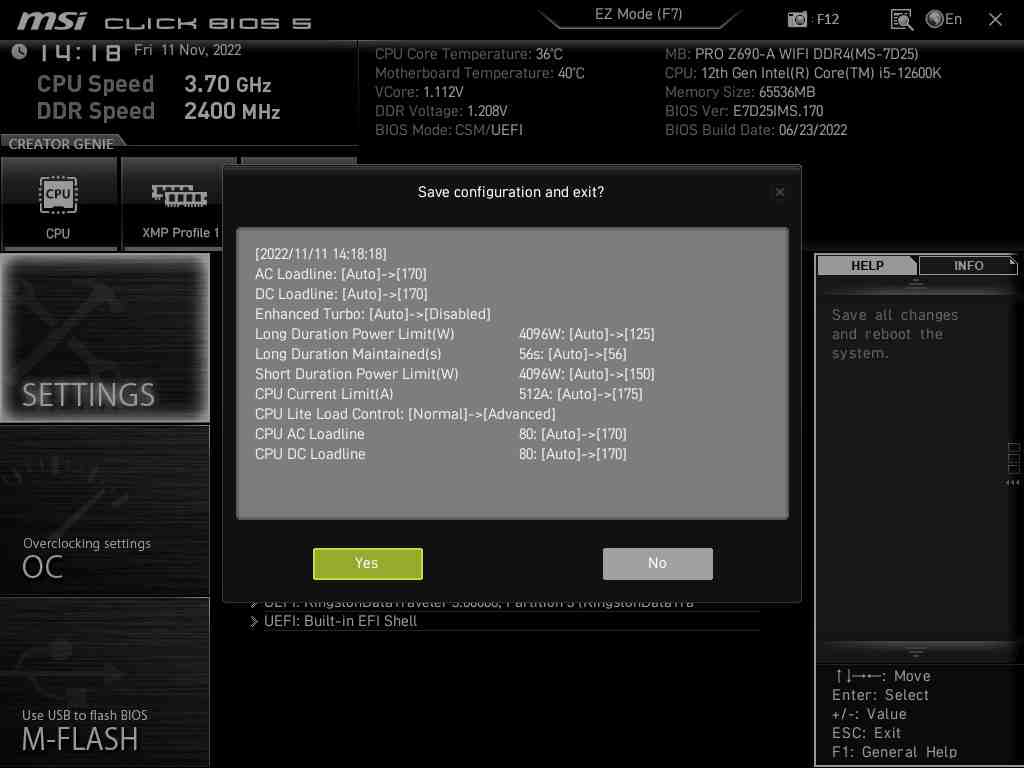 msi CLICK BIOS 5
EZ Mode (F7)
: F12
En
14:18 Fri 11 Nov, 2022
CPU Speed 3.70 GHz
DDR Speed 2400 MHz
CPU Core Temperature: 36°C
Motherboard Temperature: 40°C
VCore: 1.112V
DDR Voltage: 1.208V
BIOS Mode: CSM/UEFI
MB: PRO Z690-A WIFI DDR4(MS-7D25)
CPU: 12th Gen Intel(R) Core(TM) i5-12600K
Memory Size: 65536MB
BIOS Ver: E7D25IMS.170
BIOS Build Date: 06/23/2022
CREATOR GENIE
CPU
CPU
XMP Profile 1
Save configuration and exit?
[2022/11/11 14:18:18]
AC Loadline: [Auto]->[170]
DC Loadline: [Auto]->[170]
Enhanced Turbo: [Auto]->[Disabled]
Long Duration Power Limit(W) 4096W: [Auto]->[125]
Long Duration Maintained(s) 56s: [Auto]->[56]
Short Duration Power Limit(W) 4096W: [Auto]->[150]
CPU Current Limit(A) 512A: [Auto]->[175]
CPU Lite Load Control: [Normal]->[Advanced]
CPU AC Loadline 80: [Auto]->[170]
CPU DC Loadline 80: [Auto]->[170]
Yes
No
UEFI: Built-in EFI Shell
SETTINGS
Overclocking settings
OC
Use USB to flash BIOS
M-FLASH
HELP
INFO
Save all changes
and reboot the
system.
↑↓→←: Move
Enter: Select
+/-: Value
ESC: Exit
F1: General Help